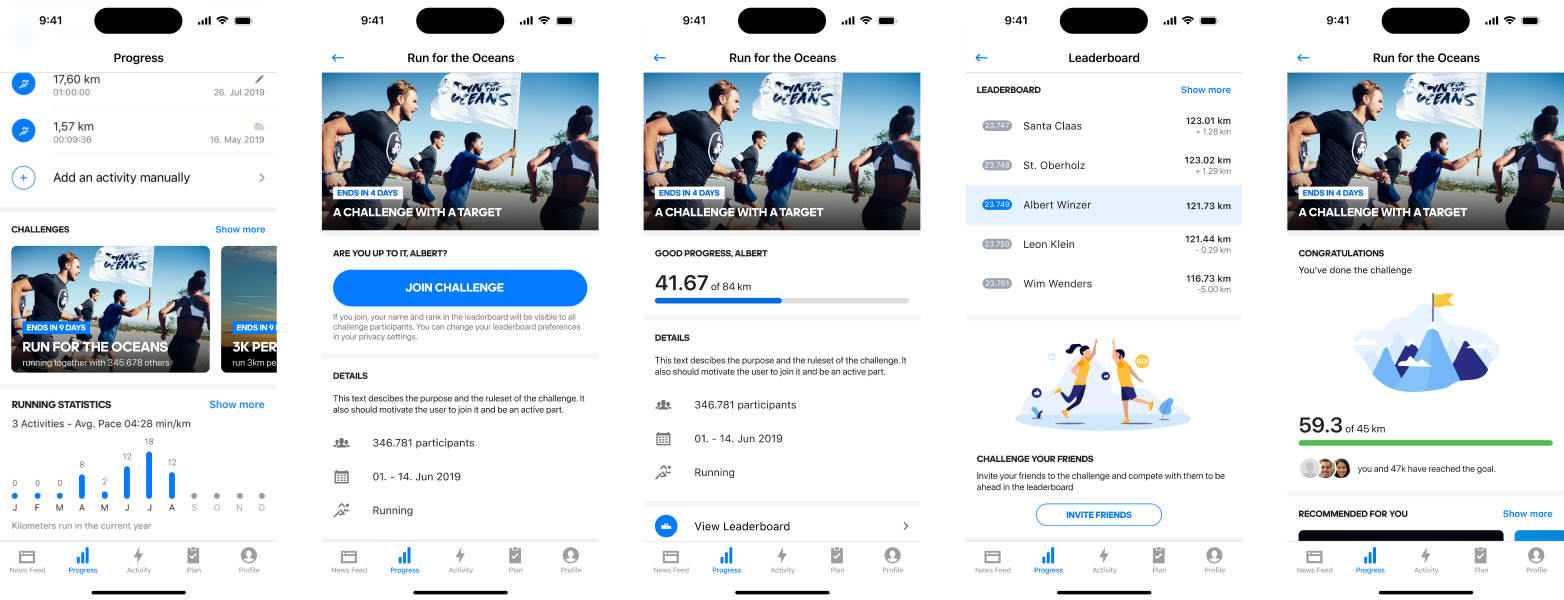 9:41
Progress
17,60 km
01:00:00
26. Jul 2019
1,57 km
00:09:36
16. May 2019
Add an activity manually
CHALLENGES
Show more
RUN FOR THE
OCEANS
ENDS IN 9 DAYS
RUN FOR THE OCEANS
running together with 345.678 others
ENDS IN 9
3K PER
run 3km pe
RUNNING STATISTICS
Show more
3 Activities - Avg. Pace 04:28 min/km
0 0 0 8 2 12 18 12
J F M A M J J A S O N D
Kilometers run in the current year
News Feed
Progress
Activity
Plan
Profile
9:41
Run for the Oceans
RUN FOR THE
OCEANS
ENDS IN 4 DAYS
A CHALLENGE WITH A TARGET
ARE YOU UP TO IT, ALBERT?
JOIN CHALLENGE
If you join, your name and rank in the leaderboard will be visible to all
challenge participants. You can change your leaderboard preferences
in your privacy settings.
DETAILS
This text descibes the purpose and the ruleset of the challenge. It
also should motivate the user to join it and be an active part.
346.781 participants
01. - 14. Jun 2019
Running
News Feed
Progress
Activity
Plan
Profile
9:41
Run for the Oceans
RUN FOR THE
OCEANS
ENDS IN 4 DAYS
A CHALLENGE WITH A TARGET
GOOD PROGRESS, ALBERT
41.67 of 84 km
DETAILS
This text descibes the purpose and the ruleset of the challenge. It
also should motivate the user to join it and be an active part.
346.781 participants
01. - 14. Jun 2019
Running
View Leaderboard
News Feed
Progress
Activity
Plan
Profile
9:41
Leaderboard
LEADERBOARD
Show more
23.747
Santa Claas
123.01 km
+ 1.28 km
23.748
St. Oberholz
123.02 km
+ 1.29 km
23.749
Albert Winzer
121.73 km
23.750
Leon Klein
121.44 km
- 0.29 km
23.751
Wim Wenders
116.73 km
-5.00 km
GO!
CHALLENGE YOUR FRIENDS
Invite your friends to the challenge and compete with them to be
ahead in the leaderboard
INVITE FRIENDS
News Feed
Progress
Activity
Plan
Profile
9:41
Run for the Oceans
RUN FOR THE
OCEANS
ENDS IN 4 DAYS
A CHALLENGE WITH A TARGET
CONGRATULATIONS
You've done the challenge
59.3 of 45 km
you and 47k have reached the goal.
RECOMMENDED FOR YOU
Show more
News Feed
Progress
Activity
Plan
Profile